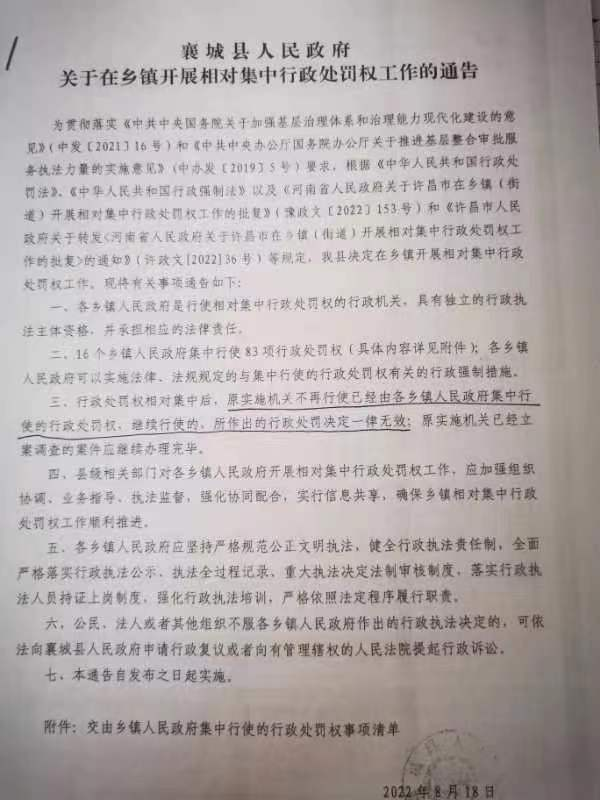 襄城县人民政府
关于在乡镇开展相对集中行政处罚权工作的通告
为贯彻落实《中共中央国务院关于加强基层治理体系和治理能力现代化建设的意
见》(中发【2021】16号)和《中共中央办公厅国务院办公厅关于推进基层整合审批服
务执法力量的实施意见》(中办发【2019】5号)要求，根据《中华人民共和国行政处
罚法》、《中华人民共和国行政强制法》以及《河南省人民政府关于许昌市在乡镇（街
道）开展相对集中行政处罚权工作的批复》(豫政文【2022】153号)和《许昌市人民
政府关于转发<河南省人民政府关于许昌市在乡镇（街道）开展相对集中行政处罚权工
作的批复>的通知》(许政文[2022]36号)等规定，我县决定在乡镇开展相对集中行政
处罚权工作。现将有关事项通告如下：
一、各乡镇人民政府是行使相对集中行政处罚权的行政机关，具有独立的行政执
法主体资格，并承担相应的法律责任。
二、16个乡镇人民政府集中行使83项行政处罚权（具体内容详见附件）；各乡镇
人民政府可以实施法律、法规规定的与集中行使的行政处罚权有关的行政强制措施。
三、行政处罚权相对集中后，原实施机关不再行使已经由各乡镇人民政府集中行
使的行政处罚权，继续行使的，所作出的行政处罚决定一律无效；原实施机关已经立
案调查的案件应继续办理完毕。
四、县级相关部门对各乡镇人民政府开展相对集中行政处罚权工作，应加强组织
协调、业务指导、执法监督，强化协同配合，实行信息共享，确保乡镇相对集中行政
处罚权工作顺利推进。
五、各乡镇人民政府应坚持严格规范公正文明执法，健全行政执法责任制，全面
严格落实行政执法公示、执法全过程记录、重大执法决定法制审核制度，落实行政执
法人员持证上岗制度，强化行政执法培训，严格依照法定程序履行职责。
六、公民、法人或者其他组织不服各乡镇人民政府作出的行政执法决定的，可依
法向襄城县人民政府申请行政复议或者向有管理辖权的人民法院提起行政诉讼。
七、本通告自发布之日起实施。
附件：交由乡镇人民政府集中行使的行政处罚权事项清单
2022年8月18日